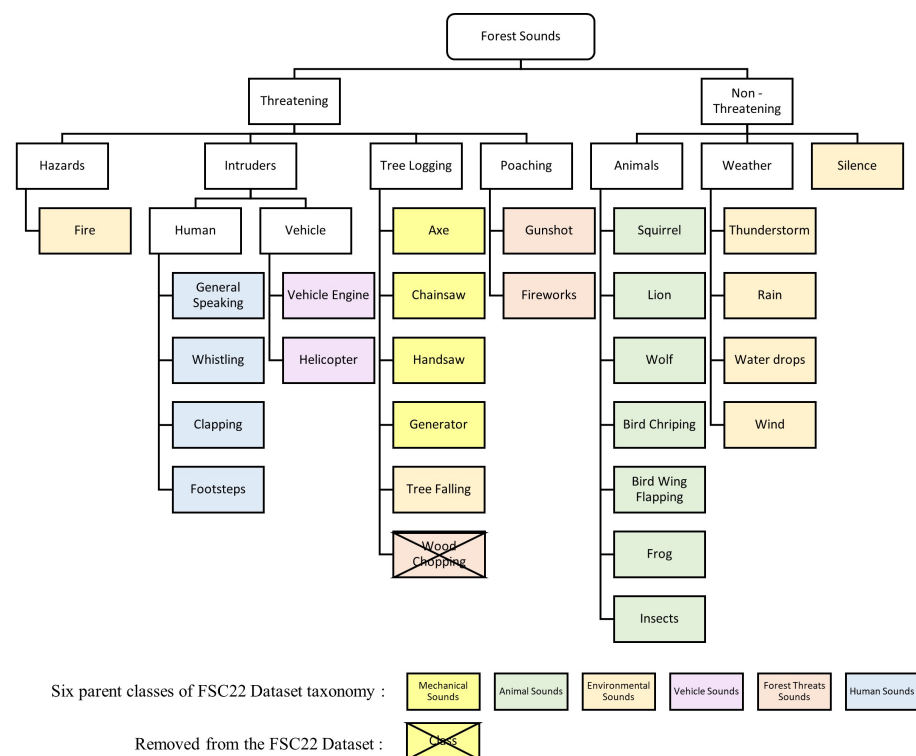 Forest Sounds
Threatening
Non -
Threatening
Hazards
Intruders
Tree Logging
Poaching
Animals
Weather
Silence
Fire
Human
Vehicle
Axe
Gunshot
Squirrel
Thunderstorm
General
Speaking
Vehicle Engine
Chainsaw
Fireworks
Lion
Rain
Whistling
Helicopter
Handsaw
Wolf
Water drops
Clapping
Generator
Bird Chriping
Wind
Footsteps
Tree Falling
Bird Wing
Flapping
Wood
Chopping
Frog
Insects
Six parent classes of FSC22 Dataset taxonomy :
Mechanical
Sounds
Animal Sounds
Environmental
Sounds
Vehicle Sounds
Forest Threats
Sounds
Human Sounds
Removed from the FSC22 Dataset :
Class